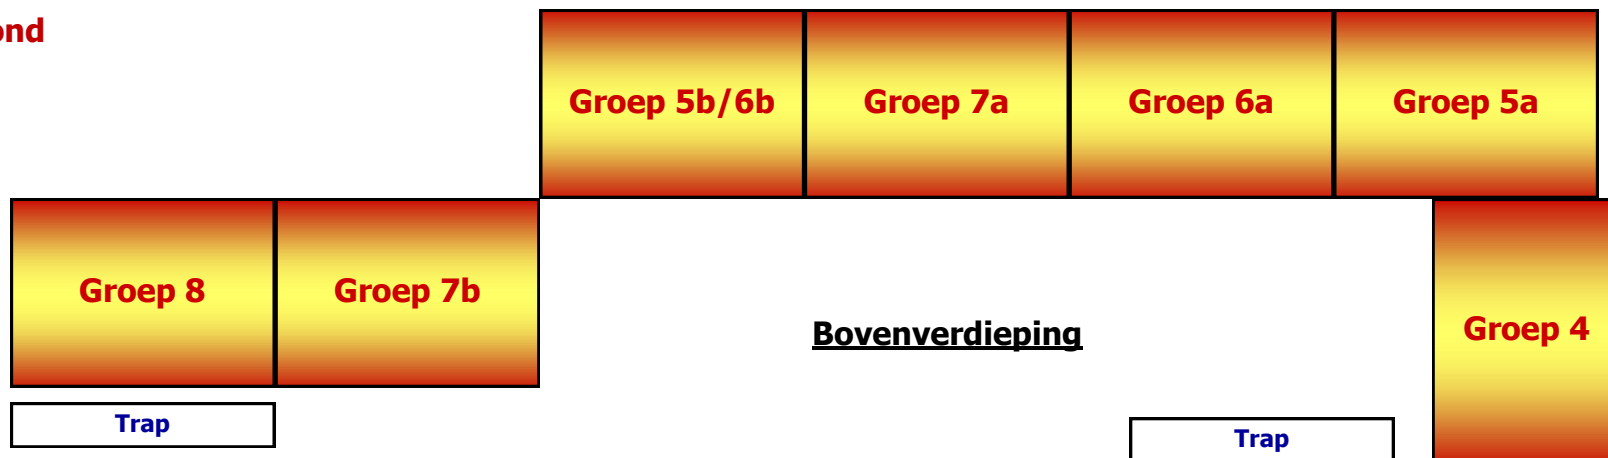 ond
Groep 5b/6b
Groep 7a
Groep 6a
Groep 5a
Groep 8
Groep 7b
Bovenverdieping
Groep 4
Trap
Trap